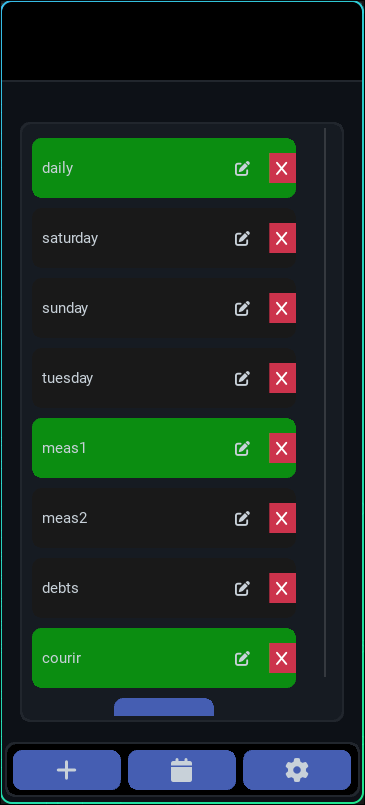 daily
X
saturday
X
sunday
X
tuesday
X
meas1
X
meas2
X
debts
X
courir
X